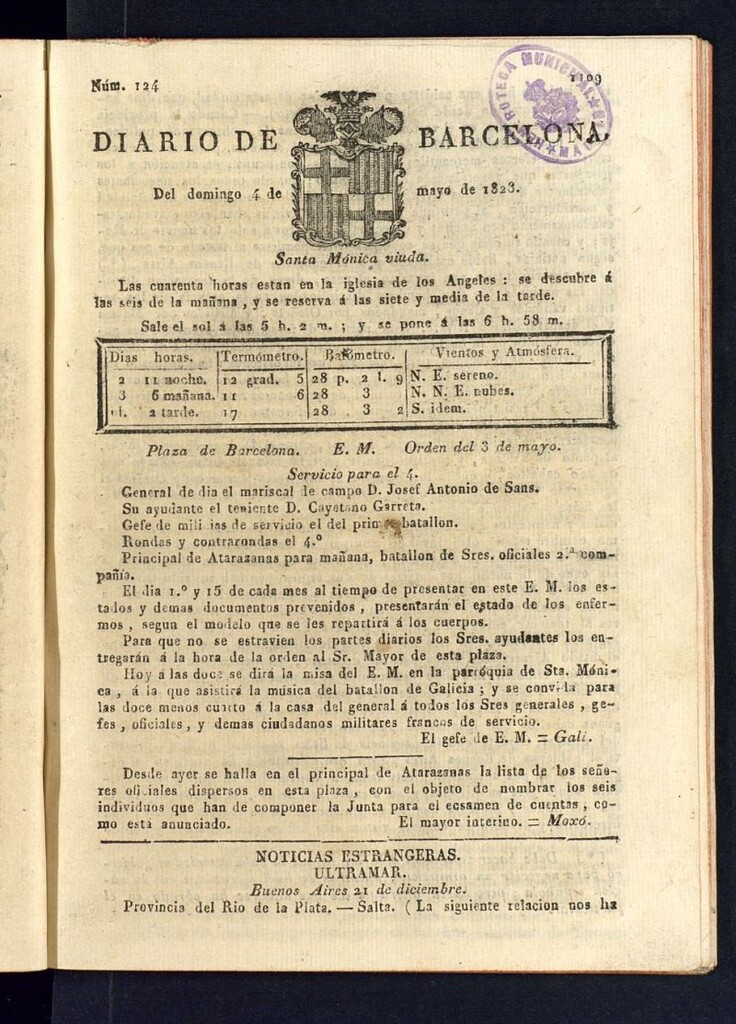 Núm. 124
1109
DIARIO DE BARCELONA,
Del domingo 4 de mayo de 1823.
Santa Mónica viuda.
Las cuarenta horas estan en la iglesia de los Angeles : se descubre á
las seis de la mañana , y se reserva á las siete y media de la tarde.
Sale el sol á las 5 h. 2 m. ; y se pone á las 6 h. 58 m.
Dias horas. Termómetro. Barómetro. Vientos y Atmósfera.
2 11 noche. 12 grad. 5 28 p. 2 l. 9 N. E. sereno.
3 6 mañana. 11 6 28 3 N. N. E. nubes.
id. 2 tarde. 17 28 3 2 S. idem.
Plaza de Barcelona. E. M. Orden del 3 de mayo.
Servicio para el 4.
General de dia el mariscal de campo D. Josef Antonio de Sans.
Su ayudante el teniente D. Cayetano Garreta.
Gefe de milicias de servicio el del primer batallon.
Rondas y contrarondas el 4.º
Principal de Atarazanas para mañana, batallon de Sres. oficiales 2.ª com-
pañía.
El dia 1.º y 15 de cada mes al tiempo de presentar en este E. M. los es-
tados y demas documentos prevenidos , presentarán el estado de los enfer-
mos , segun el modelo que se les repartirá á los cuerpos.
Para que no se estravien los partes diarios los Sres. ayudantes los en-
tregarán á la hora de la orden al Sr. Mayor de esta plaza.
Hoy á las doce se dirá la misa del E. M. en la parroquia de Sta. Móni-
ca , á la que asistirá la música del batallon de Galicia ; y se convida para
las doce menos cuarto á la casa del general á todos los Sres generales , ge-
fes , oficiales , y demas ciudadanos militares francos de servicio.
El gefe de E. M. = Gali.
Desde ayer se halla en el principal de Atarazanas la lista de los seño-
res oficiales dispersos en esta plaza , con el objeto de nombrar los seis
individuos que han de componer la Junta para el ecsamen de cuentas , co-
mo está anunciado. El mayor interino. = Moxó.
NOTICIAS ESTRANGERAS.
ULTRAMAR.
Buenos Aires 21 de diciembre.
Provincia del Rio de la Plata. — Salta. ( La siguiente relacion nos ha